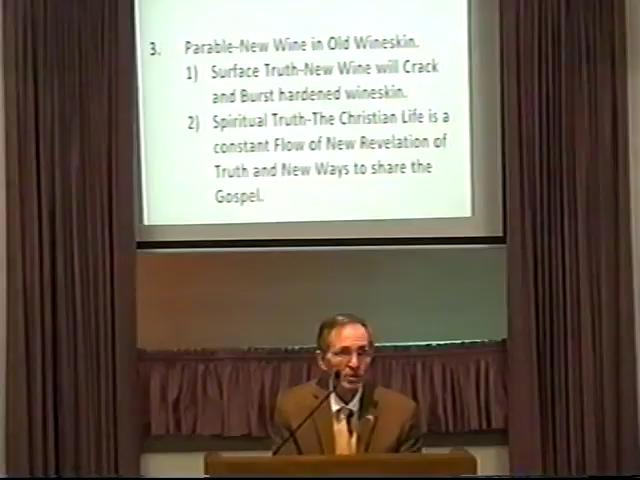 3. Parable-New Wine in Old Wineskin.
1) Surface Truth-New Wine will Crack
and Burst hardened wineskin.
2) Spiritual Truth-The Christian Life is a
constant Flow of New Revelation of
Truth and New Ways to share the
Gospel.